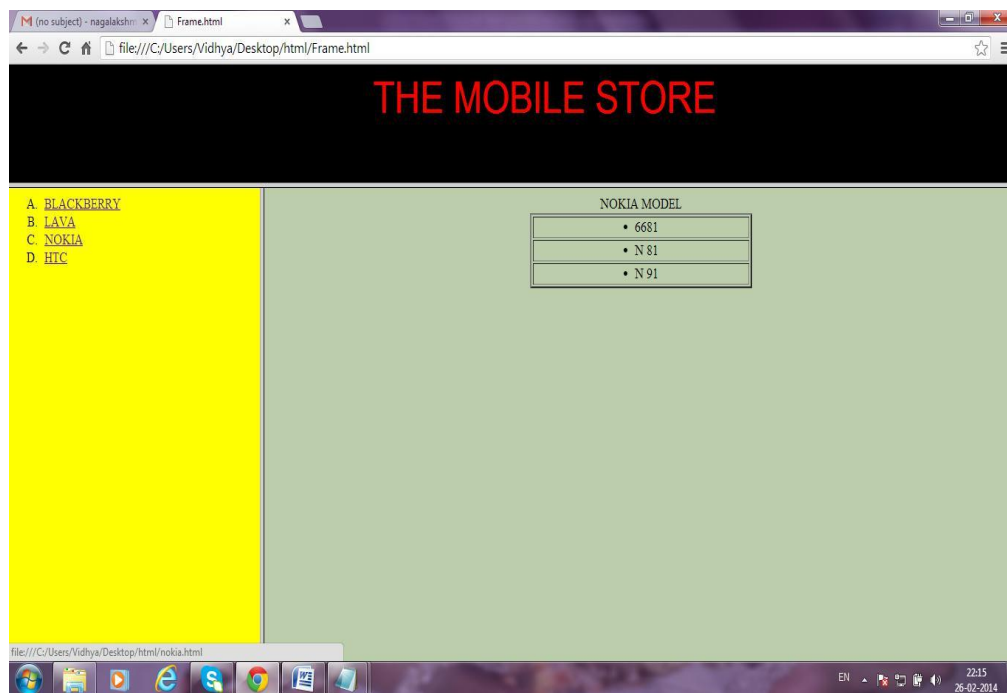 (no subject) - nagalakshm
Frame.html
file:///C:/Users/Vidhya/Desktop/html/Frame.html
THE MOBILE STORE
A. BLACKBERRY
B. LAVA
C. NOKIA
D. HTC
NOKIA MODEL
• 6681
• N 81
• N 91
file:///C:/Users/Vidhya/Desktop/html/nokia.html
EN
22:15
26-02-2014